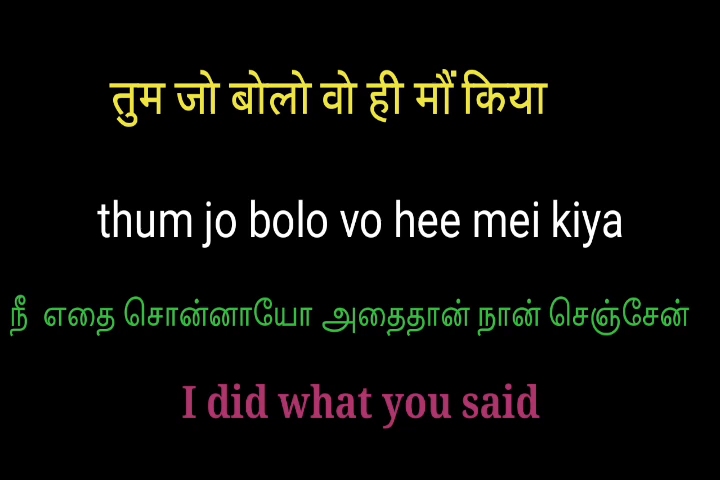 तुम जो बोलो वो ही मौं किया
thum jo bolo vo hee mei kiya
நீ எதை சொன்னாயோ அதைதான் நான் செஞ்சேன்
I did what you said